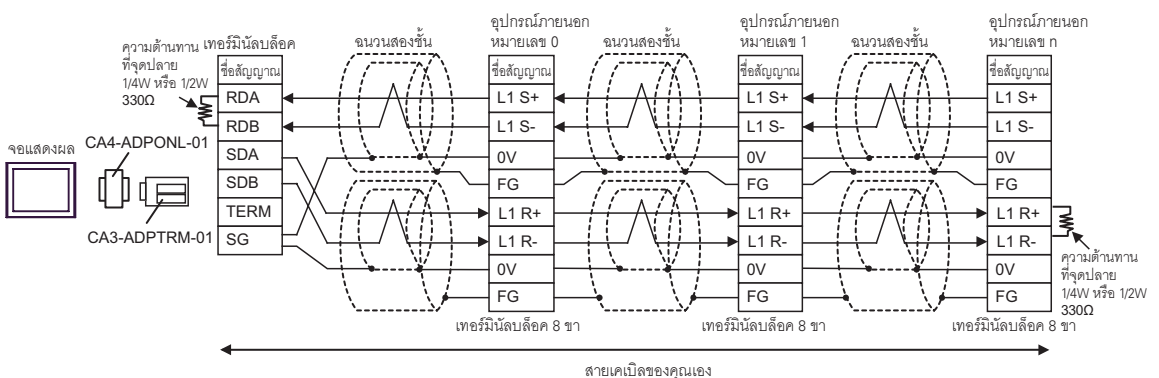 อุปกรณ์ภายนอก
หมายเลข 0
อุปกรณ์ภายนอก
หมายเลข 1
อุปกรณ์ภายนอก
หมายเลข n
ความต้านทาน
ที่จุดปลาย
1/4W หรือ 1/2W
330Ω
เทอร์มินัลบล็อค
ฉนวนสองชั้น
ฉนวนสองชั้น
ฉนวนสองชั้น
ชื่อสัญญาณ
RDA
RDB
SDA
SDB
TERM
SG
จอแสดงผล
CA4-ADPONL-01
CA3-ADPTRM-01
ชื่อสัญญาณ
L1 S+
L1 S-
0V
FG
L1 R+
L1 R-
0V
FG
เทอร์มินัลบล็อค 8 ขา
ชื่อสัญญาณ
L1 S+
L1 S-
0V
FG
L1 R+
L1 R-
0V
FG
เทอร์มินัลบล็อค 8 ขา
ชื่อสัญญาณ
L1 S+
L1 S-
0V
FG
L1 R+
L1 R-
0V
FG
เทอร์มินัลบล็อค 8 ขา
ความต้านทาน
ที่จุดปลาย
1/4W หรือ 1/2W
330Ω
สายเคเบิลของคุณเอง